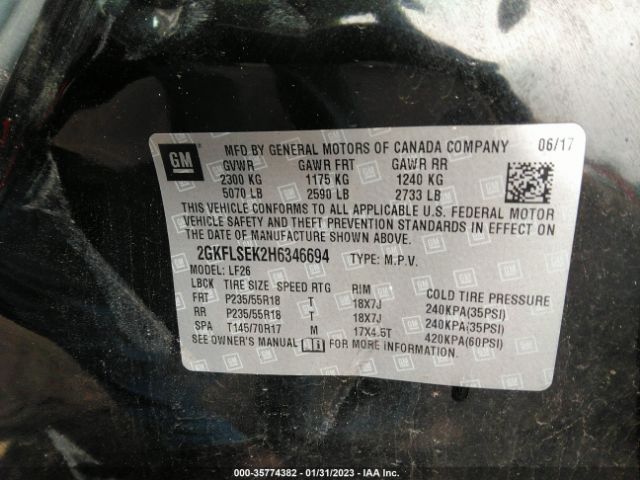 MFD BY GENERAL MOTORS OF CANADA COMPANY 06/17
GM
GVWR GAWR FRT GAWR RR
2300 KG 1175 KG 1240 KG
5070 LB 2590 LB 2733 LB
THIS VEHICLE CONFORMS TO ALL APPLICABLE U.S. FEDERAL MOTOR
VEHICLE SAFETY AND THEFT PREVENTION STANDARDS IN EFFECT ON
THE DATE OF MANUFACTURE SHOWN ABOVE.
2GKFLSEK2H6346694 TYPE: M.P.V.
MODEL: LF26
LBCK TIRE SIZE SPEED RTG RIM COLD TIRE PRESSURE
FRT P235/55R18 T 18X7J 240KPA(35PSI)
RR P235/55R18 T 18X7J 240KPA(35PSI)
SPA T145/70R17 M 17X4.5T 420KPA(60PSI)
SEE OWNER'S MANUAL FOR MORE INFORMATION.
000-35774382 - 01/31/2023 - IAA Inc.